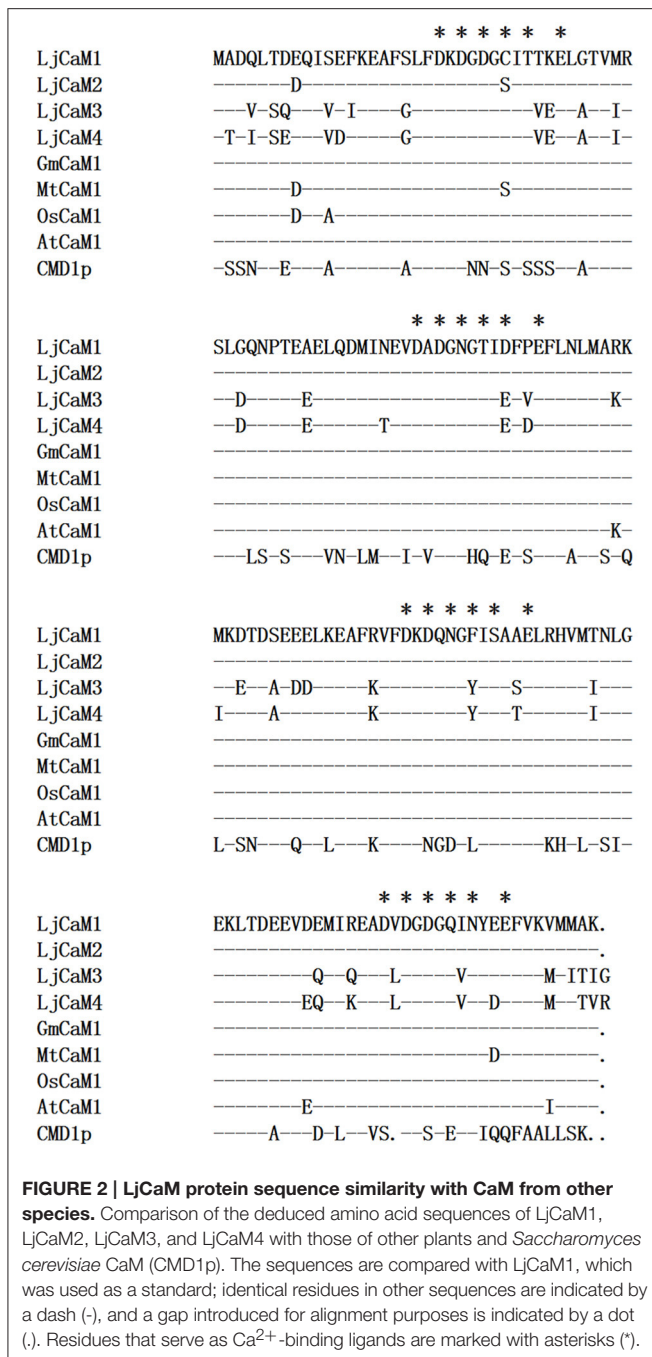 * * * * * *
LjCaM1 MADQLTDEQISEFKEAFSLFDKDGDGCITTKELGTVMR
LjCaM2 -------D------------------S-----------
LjCaM3 ---V-SQ---V-I----G-----------VE--A--I-
LjCaM4 -T-I-SE---VD-----G-----------VE--A--I-
GmCaM1 --------------------------------------
MtCaM1 -------D------------------S-----------
OsCaM1 -------D--A---------------------------
AtCaM1 --------------------------------------
CMD1p -SSN--E---A------A-----NN-S-SSS--A----
* * * * * *
LjCaM1 SLGQNPTEAELQDMINEVDADGNGTIDFPEFLNLMARK
LjCaM2 --------------------------------------
LjCaM3 --D-----E-----------------E-V-------K-
LjCaM4 --D-----E------T----------E-D---------
GmCaM1 --------------------------------------
MtCaM1 --------------------------------------
OsCaM1 --------------------------------------
AtCaM1 ------------------------------------K-
CMD1p ---LS-S---VN-LM--I-V---HQ-E-S---A--S-Q
* * * * * *
LjCaM1 MKDTDSEEELKEAFRVFDKDQNGFISAAELRHVMTNLG
LjCaM2 --------------------------------------
LjCaM3 --E--A-DD-----K--------Y---S------I---
LjCaM4 I----A--------K--------Y---T------I---
GmCaM1 --------------------------------------
MtCaM1 --------------------------------------
OsCaM1 --------------------------------------
AtCaM1 --------------------------------------
CMD1p L-SN---Q--L---K----NGD-L------KH-L-SI-
* * * * * *
LjCaM1 EKLTDEEVDEMIREADVDGDGQINYEEFVKVMMAK.
LjCaM2 -----------------------------------.
LjCaM3 ---------Q--Q---L-----V-------M-ITIG
LjCaM4 --------EQ--K---L-----V--D----M--TVR
GmCaM1 -----------------------------------.
MtCaM1 -------------------------D---------.
OsCaM1 -----------------------------------.
AtCaM1 --------E---------------------I----.
CMD1p -----A---D-L--VS.--S-E--IQQFAALLSK..
FIGURE 2 | LjCaM protein sequence similarity with CaM from other
species. Comparison of the deduced amino acid sequences of LjCaM1,
LjCaM2, LjCaM3, and LjCaM4 with those of other plants and Saccharomyces
cerevisiae CaM (CMD1p). The sequences are compared with LjCaM1, which
was used as a standard; identical residues in other sequences are indicated by
a dash (-), and a gap introduced for alignment purposes is indicated by a dot
(.). Residues that serve as Ca2+-binding ligands are marked with asterisks (*).